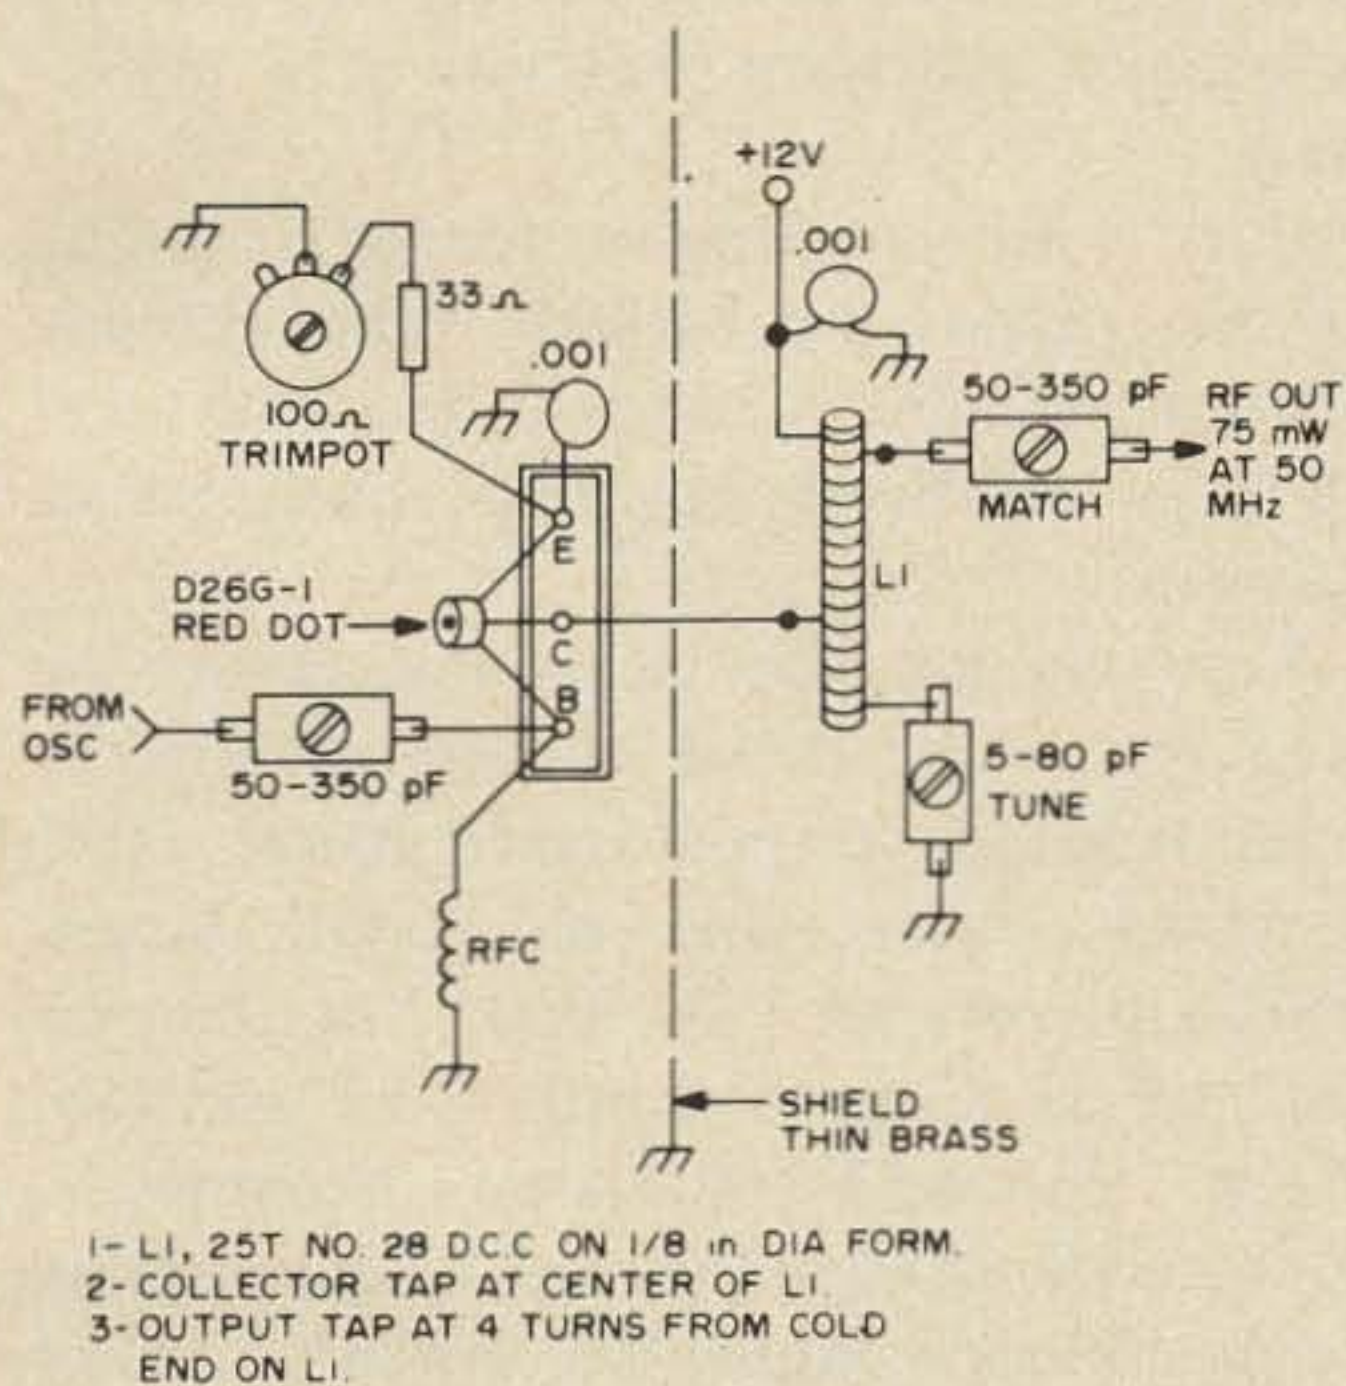 +12V
.001
33Ω
.001
100Ω
TRIMPOT
50-350 pF
MATCH
RF OUT
75 mW
AT 50
MHz
E
C
B
D26G-1
RED DOT
L1
FROM
OSC
50-350 pF
5-80 pF
TUNE
RFC
SHIELD
THIN BRASS
1- L1, 25T NO. 28 D.C.C ON 1/8 in. DIA FORM.
2- COLLECTOR TAP AT CENTER OF L1.
3- OUTPUT TAP AT 4 TURNS FROM COLD
END ON L1.